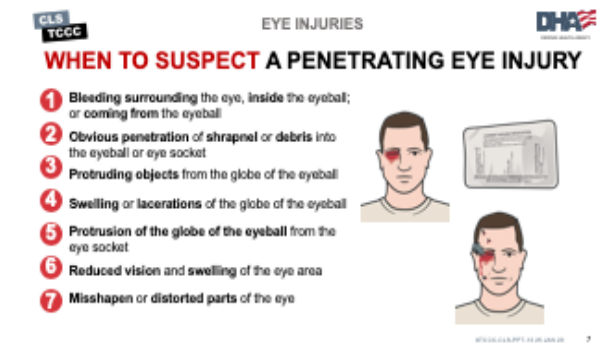 CLS
TCCC
EYE INJURIES
DHA
WHEN TO SUSPECT A PENETRATING EYE INJURY
1 Bleeding surrounding the eye, inside the eyeball;
or coming from the eyeball
2 Obvious penetration of shrapnel or debris into
the eyeball or eye socket
3 Protruding objects from the globe of the eyeball
4 Swelling or lacerations of the globe of the eyeball
5 Protrusion of the globe of the eyeball from the
eye socket
6 Reduced vision and swelling of the eye area
7 Misshapen or distorted parts of the eye
7